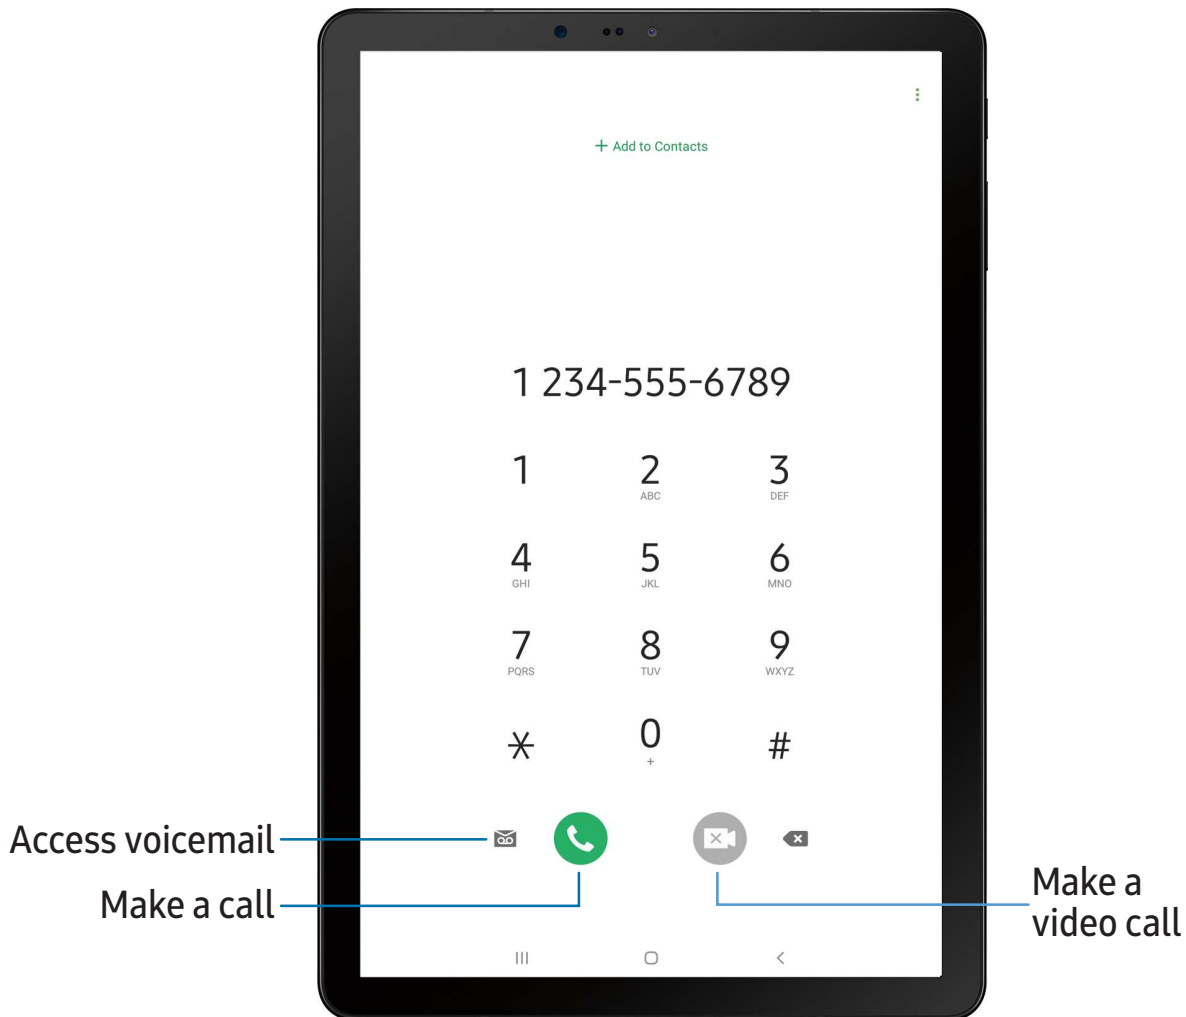 + Add to Contacts
1 234-555-6789
1 2 3
ABC DEF
4 5 6
GHI JKL MNO
7 8 9
PQRS TUV WXYZ
* 0 #
+
Access voicemail
Make a call
Make a
video call